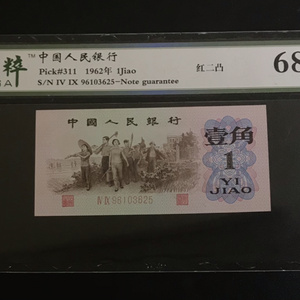 粹 ™ 中国人民银行
Pick#311 1962年 1Jiao
S/N IV IX 96103625~Note guarantee
红二凸
68
中国人民银行
壹角
1
YI
JIAO
IV IX 96103625